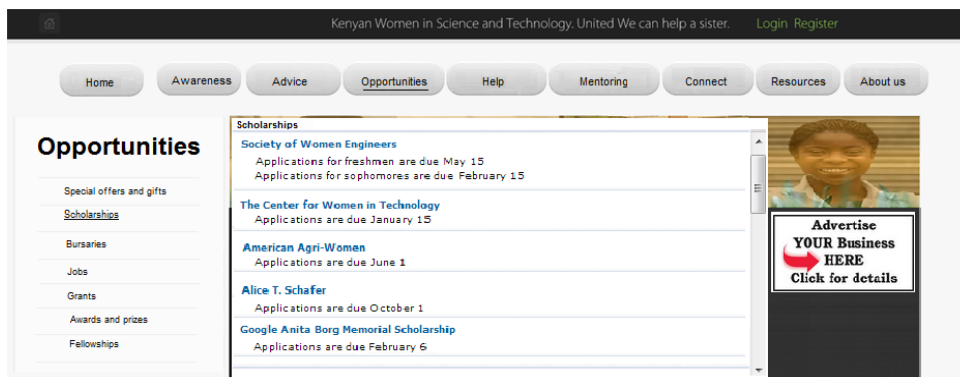 Kenyan Women in Science and Technology. United We can help a sister.
Login Register
Home
Awareness
Advice
Opportunities
Help
Mentoring
Connect
Resources
About us
Opportunities
Special offers and gifts
Scholarships
Bursaries
Jobs
Grants
Awards and prizes
Fellowships
Scholarships
Society of Women Engineers
Applications for freshmen are due May 15
Applications for sophomores are due February 15
The Center for Women in Technology
Applications are due January 15
American Agri-Women
Applications are due June 1
Alice T. Schafer
Applications are due October 1
Google Anita Borg Memorial Scholarship
Applications are due February 6
Advertise
YOUR Business
HERE
Click for details